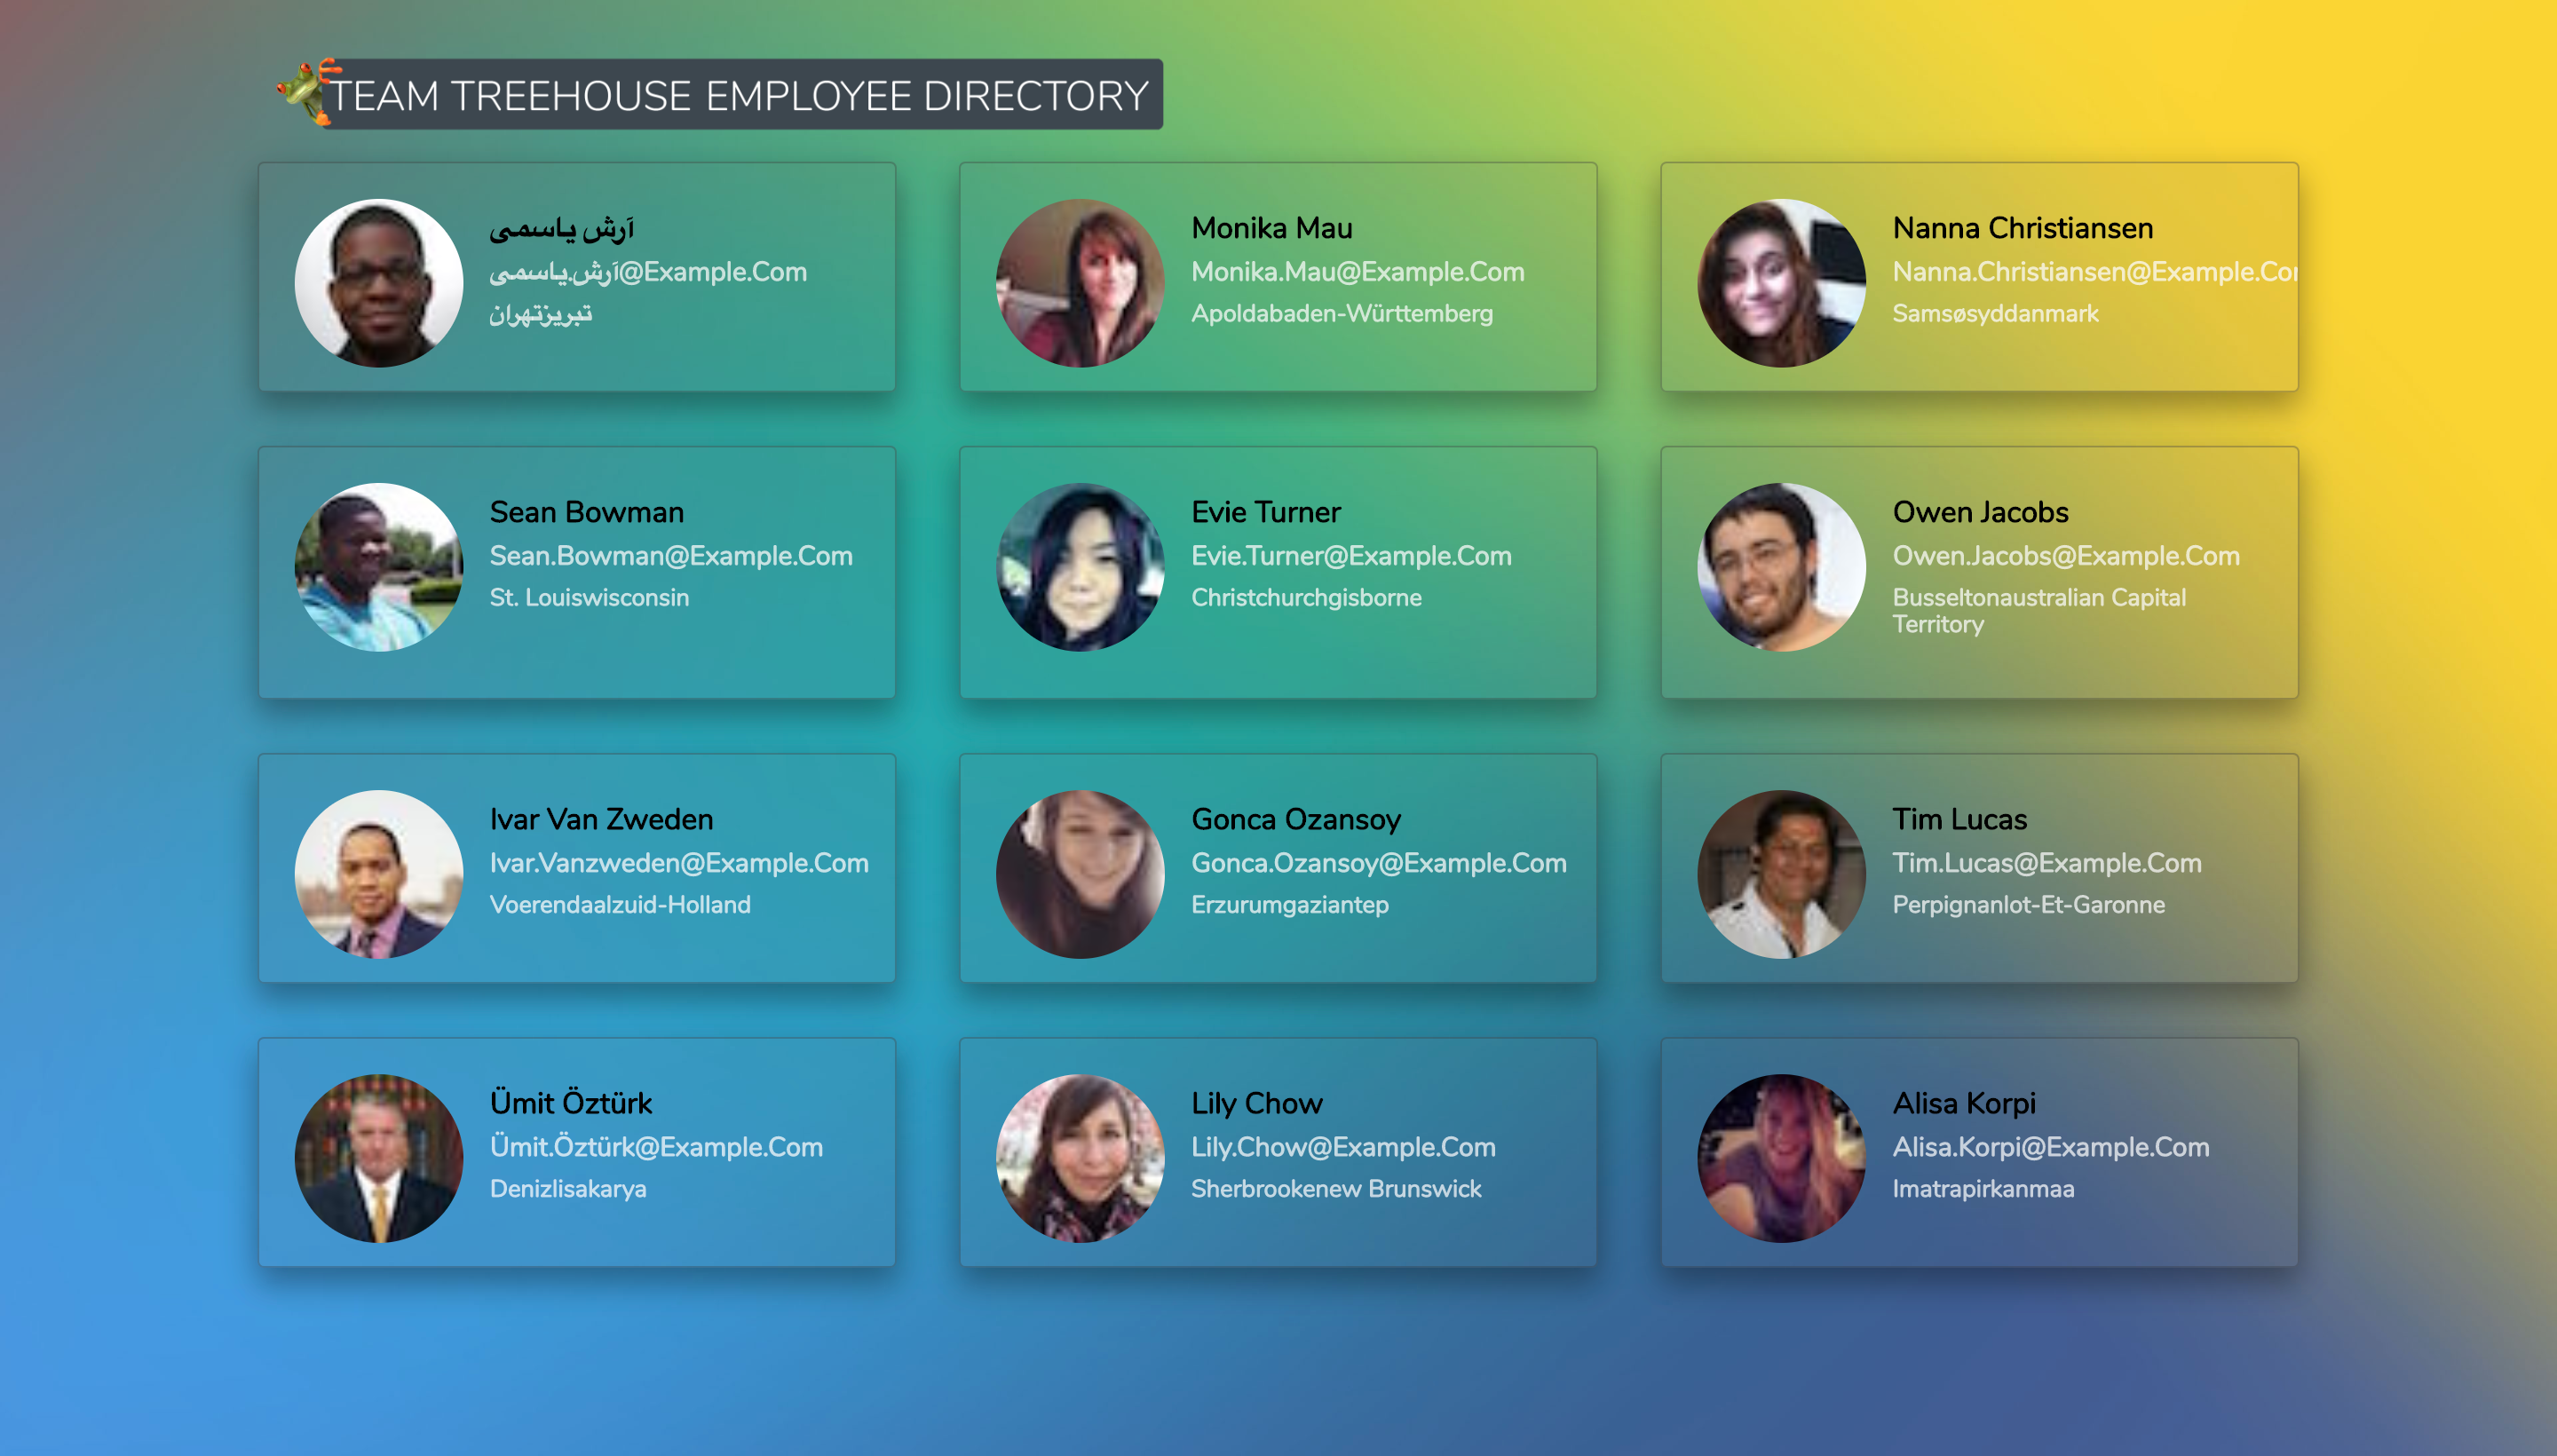 TEAM TREEHOUSE EMPLOYEE DIRECTORY
آرش یاسمی
آرش.یاسمی@Example.Com
تبریزتهران
Monika Mau
Monika.Mau@Example.Com
Apoldabaden-Württemberg
Nanna Christiansen
Nanna.Christiansen@Example.Co
Samsøsyddanmark
Sean Bowman
Sean.Bowman@Example.Com
St. Louiswisconsin
Evie Turner
Evie.Turner@Example.Com
Christchurchgisborne
Owen Jacobs
Owen.Jacobs@Example.Com
Busseltonaustralian Capital
Territory
Ivar Van Zweden
Ivar.Vanzweden@Example.Com
Voerendaalzuid-Holland
Gonca Ozansoy
Gonca.Ozansoy@Example.Com
Erzurumgaziantep
Tim Lucas
Tim.Lucas@Example.Com
Perpignanlot-Et-Garonne
Ümit Öztürk
Ümit.Öztürk@Example.Com
Denizlisakarya
Lily Chow
Lily.Chow@Example.Com
Sherbrookenew Brunswick
Alisa Korpi
Alisa.Korpi@Example.Com
Imatrapirkanmaa